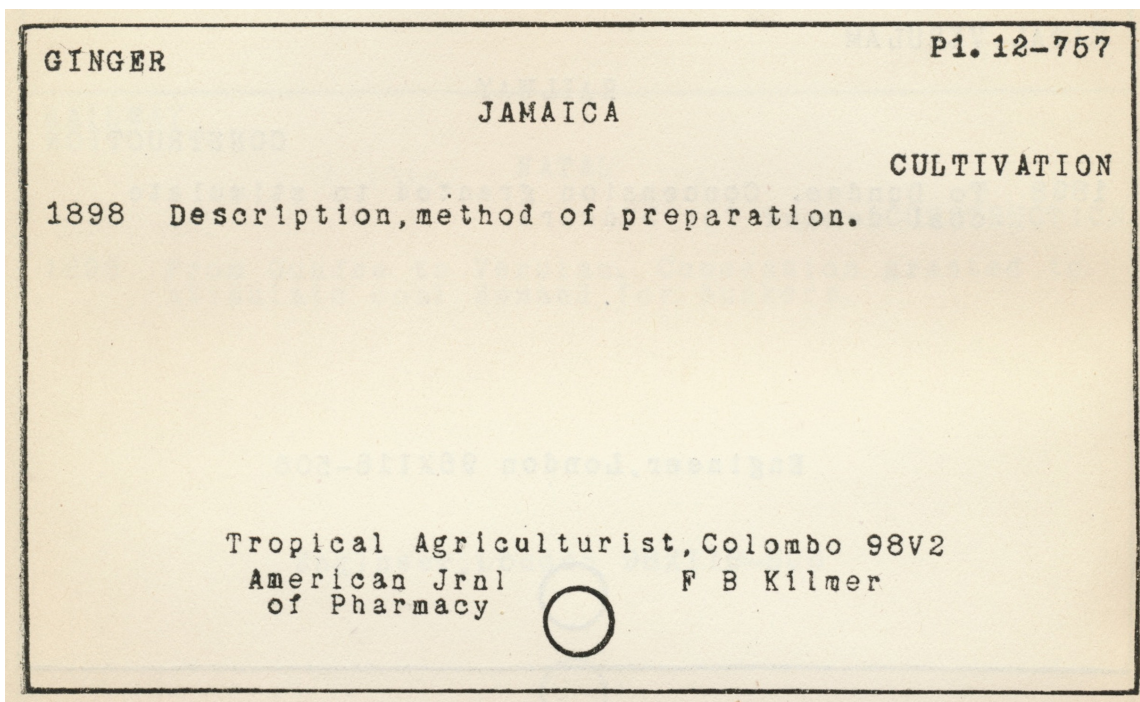 GINGER P1.12-757
JAMAICA
CULTIVATION
1898 Description,method of preparation.
Tropical Agriculturist,Colombo 98V2
American Jrnl F B Kilmer
of Pharmacy